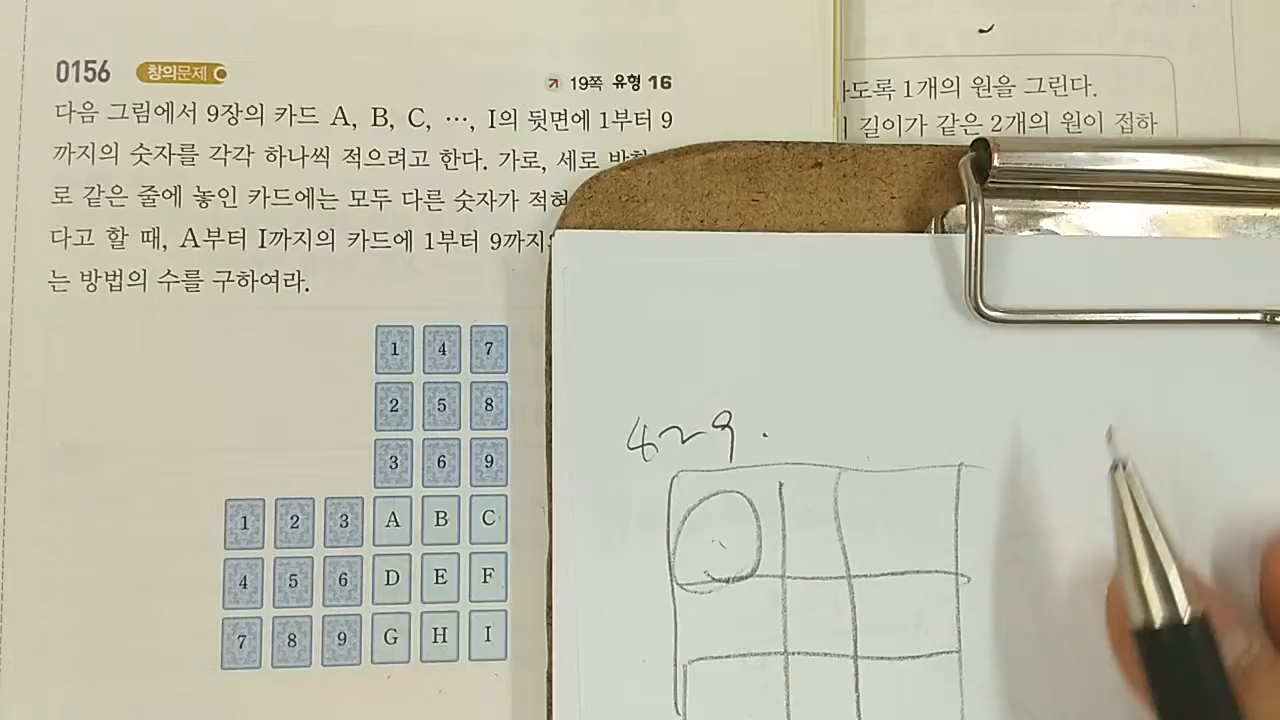 0156 창의문제
19쪽 유형 16
다음 그림에서 9장의 카드 A, B, C, …, I의 뒷면에 1부터 9
까지의 숫자를 각각 하나씩 적으려고 한다. 가로, 세로
로 같은 줄에 놓인 카드에는 모두 다른 숫자가
다고 할 때, A부터 I까지의 카드에 1부터 9까지
는 방법의 수를 구하여라.
1 4 7
2 5 8
3 6 9
1 2 3 A B C
4 5 6 D E F
7 8 9 G H I
1개의 원을 그린다.
길이가 같은 2개의 원이 접하
429.